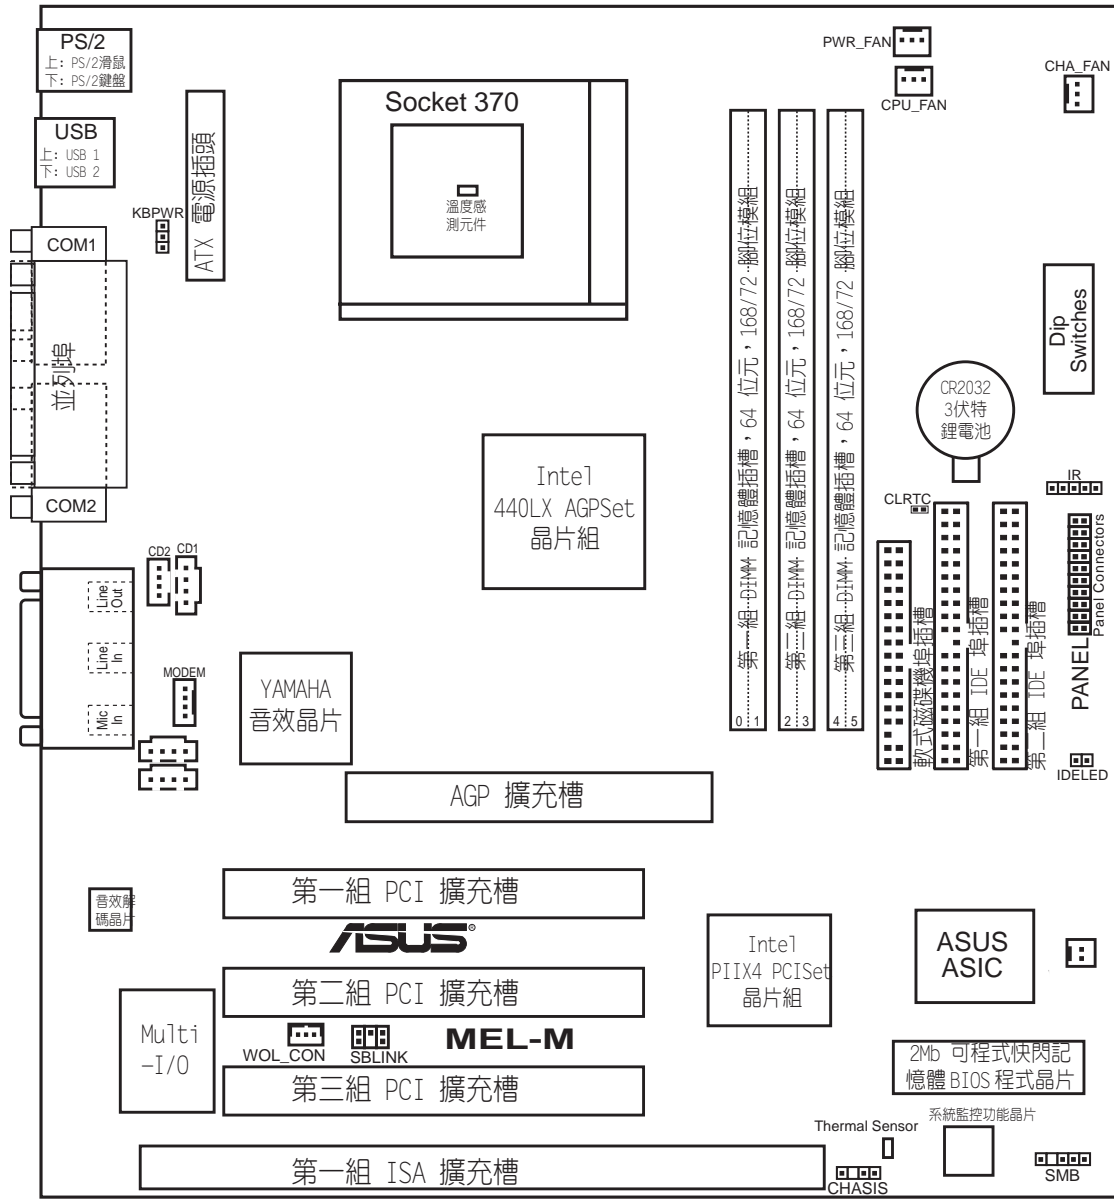 PS/2
上: PS/2滑鼠
下: PS/2鍵盤
USB
上: USB 1
下: USB 2
KBPWR
ATX 電源插頭
COM1
並列埠
COM2
Socket 370
溫度感
測元件
PWR_FAN
CPU_FAN
CHA_FAN
第一組 DIMM 記憶體插槽，64 位元，168/72 腳位模組
0 1
第二組 DIMM 記憶體插槽，64 位元，168/72 腳位模組
2 3
第三組 DIMM 記憶體插槽，64 位元，168/72 腳位模組
4 5
Dip
Switches
CR2032
3伏特
鋰電池
CLRTC
IR
Panel Connectors
PANEL
Intel
440LX AGPSet
晶片組
CD2
CD1
Line
Out
Line
In
Mic
In
MODEM
YAMAHA
音效晶片
軟式磁碟機埠插槽
第一組 IDE 埠插槽
第二組 IDE 埠插槽
IDELED
AGP 擴充槽
音效解
碼晶片
第一組 PCI 擴充槽
ASUS®
第二組 PCI 擴充槽
Multi
-I/O
WOL_CON
SBLINK
MEL-M
第三組 PCI 擴充槽
Intel
PIIX4 PCISet
晶片組
ASUS
ASIC
2Mb 可程式快閃記
憶體BIOS程式晶片
系統監控功能晶片
Thermal Sensor
第一組 ISA 擴充槽
CHASIS
SMB